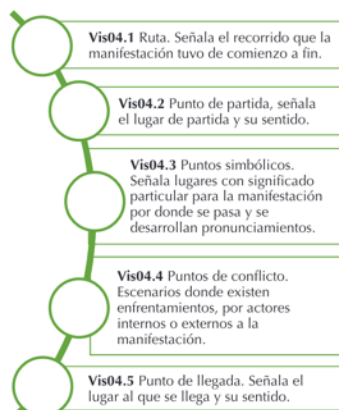 Vis04.1 Ruta. Señala el recorrido que la
manifestación tuvo de comienzo a fin.
Vis04.2 Punto de partida, señala
el lugar de partida y su sentido.
Vis04.3 Puntos simbólicos.
Señala lugares con significado
particular para la manifestación
por donde se pasa y se
desarrollan pronunciamientos.
Vis04.4 Puntos de conflicto.
Escenarios donde existen
enfrentamientos, por actores
internos o externos a la
manifestación.
Vis04.5 Punto de llegada. Señala el
lugar al que se llega y su sentido.